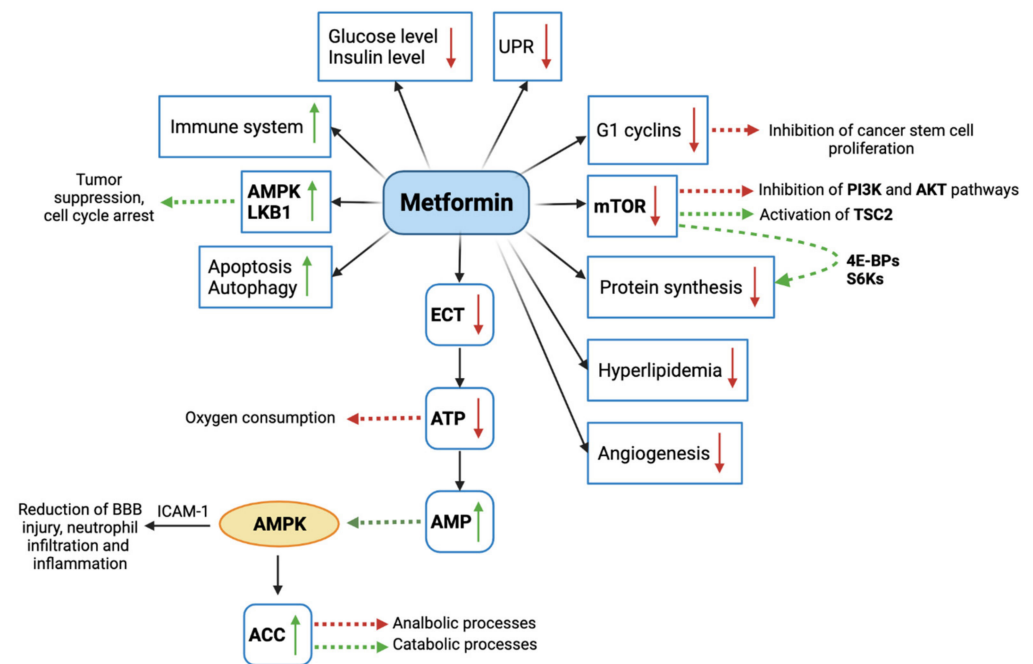 Glucose level
Insulin level
UPR
Immune system
G1 cyclins
Inhibition of cancer stem cell
proliferation
Tumor
suppression,
cell cycle arrest
AMPK
LKB1
Metformin
mTOR
Inhibition of PI3K and AKT pathways
Activation of TSC2
4E-BPs
S6Ks
Apoptosis
Autophagy
Protein synthesis
ECT
Hyperlipidemia
Oxygen consumption
ATP
Angiogenesis
Reduction of BBB
injury, neutrophil
infiltration and
inflammation
ICAM-1
AMPK
AMP
ACC
Analbolic processes
Catabolic processes